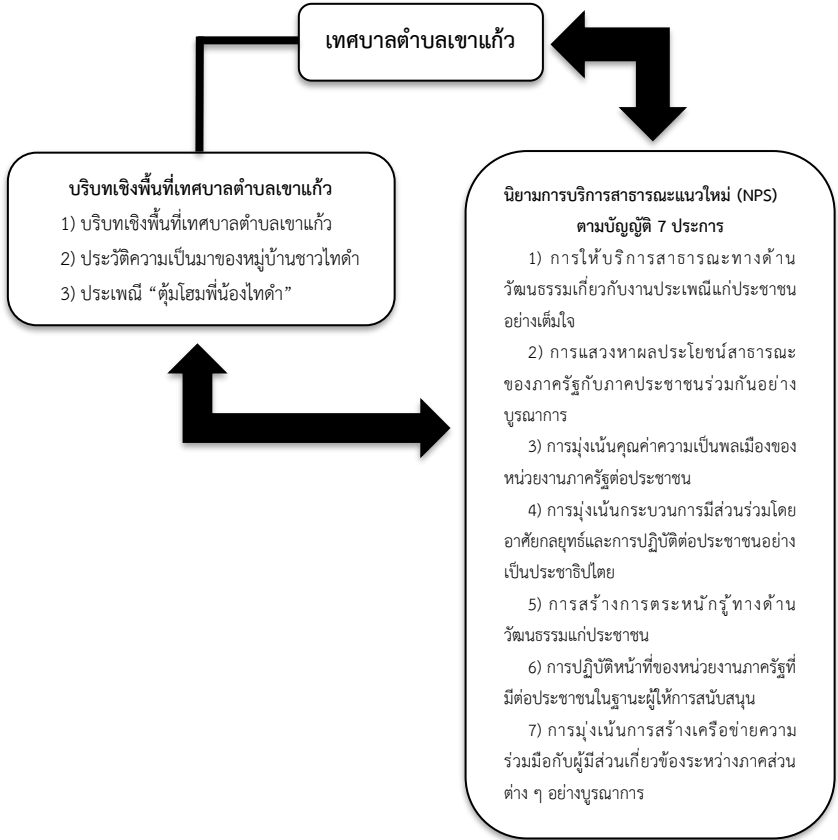 เทศบาลตำบลเขาแก้ว
บริบทเชิงพื้นที่เทศบาลตำบลเขาแก้ว
1) บริบทเชิงพื้นที่เทศบาลตำบลเขาแก้ว
2) ประวัติความเป็นมาของหมู่บ้านชาวไทดำ
3) ประเพณี “ตุ้มโฮมพี่น้องไทดำ”
นิยามการบริการสาธารณะแนวใหม่ (NPS)
ตามบัญญัติ 7 ประการ
1) การให้บริการสาธารณะทางด้าน
วัฒนธรรมเกี่ยวกับงานประเพณีแก่ประชาชน
อย่างเต็มใจ
2) การแสวงหาผลประโยชน์สาธารณะ
ของภาครัฐกับภาคประชาชนร่วมกันอย่าง
บูรณาการ
3) การมุ่งเน้นคุณค่าความเป็นพลเมืองของ
หน่วยงานภาครัฐต่อประชาชน
4) การมุ่งเน้นกระบวนการมีส่วนร่วมโดย
อาศัยกลยุทธ์และการปฏิบัติต่อประชาชนอย่าง
เป็นประชาธิปไตย
5) การสร้างการตระหนักรู้ทางด้าน
วัฒนธรรมแก่ประชาชน
6) การปฏิบัติหน้าที่ของหน่วยงานภาครัฐที่
มีต่อประชาชนในฐานะผู้ให้การสนับสนุน
7) การมุ่งเน้นการสร้างเครือข่ายความ
ร่วมมือกับผู้มีส่วนเกี่ยวข้องระหว่างภาคส่วน
ต่าง ๆ อย่างบูรณาการ